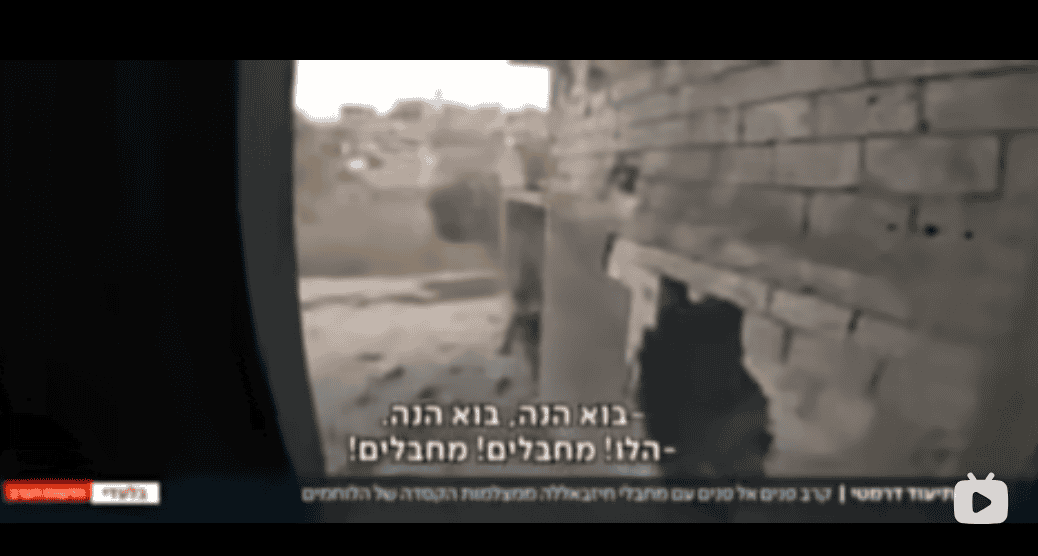 -בוא הנה, בוא הנה.
-הלו! מחבלים! מחבלים!
תיעוד דרמטי | קרב פנים אל פנים עם מחבלי חיזבאללה ממצלמות הקסדה של הלוחמים
בלעדי